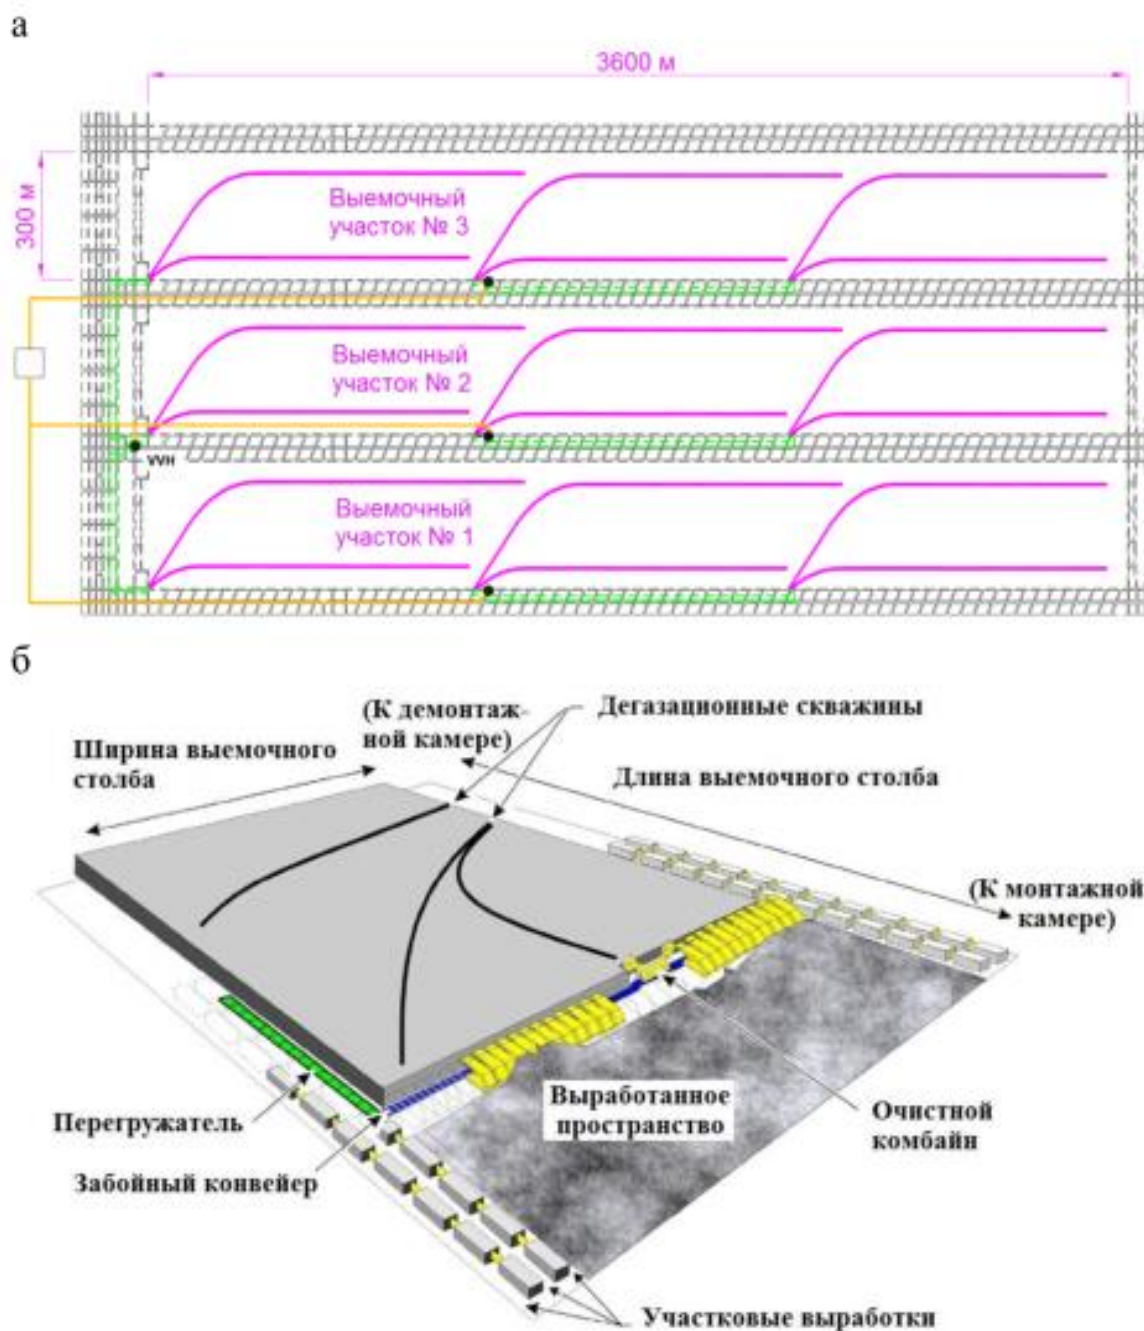 а
3600 м
300 м
Выемочный
участок № 3
Выемочный
участок № 2
VVH
Выемочный
участок № 1
б
(К демонтаж-
ной камере)
Дегазационные скважины
Ширина выемочного
столба
Длина выемочного столба
(К монтажной
камере)
Выработанное
пространство
Очистной
комбайн
Перегружатель
Забойный конвейер
Участковые выработки